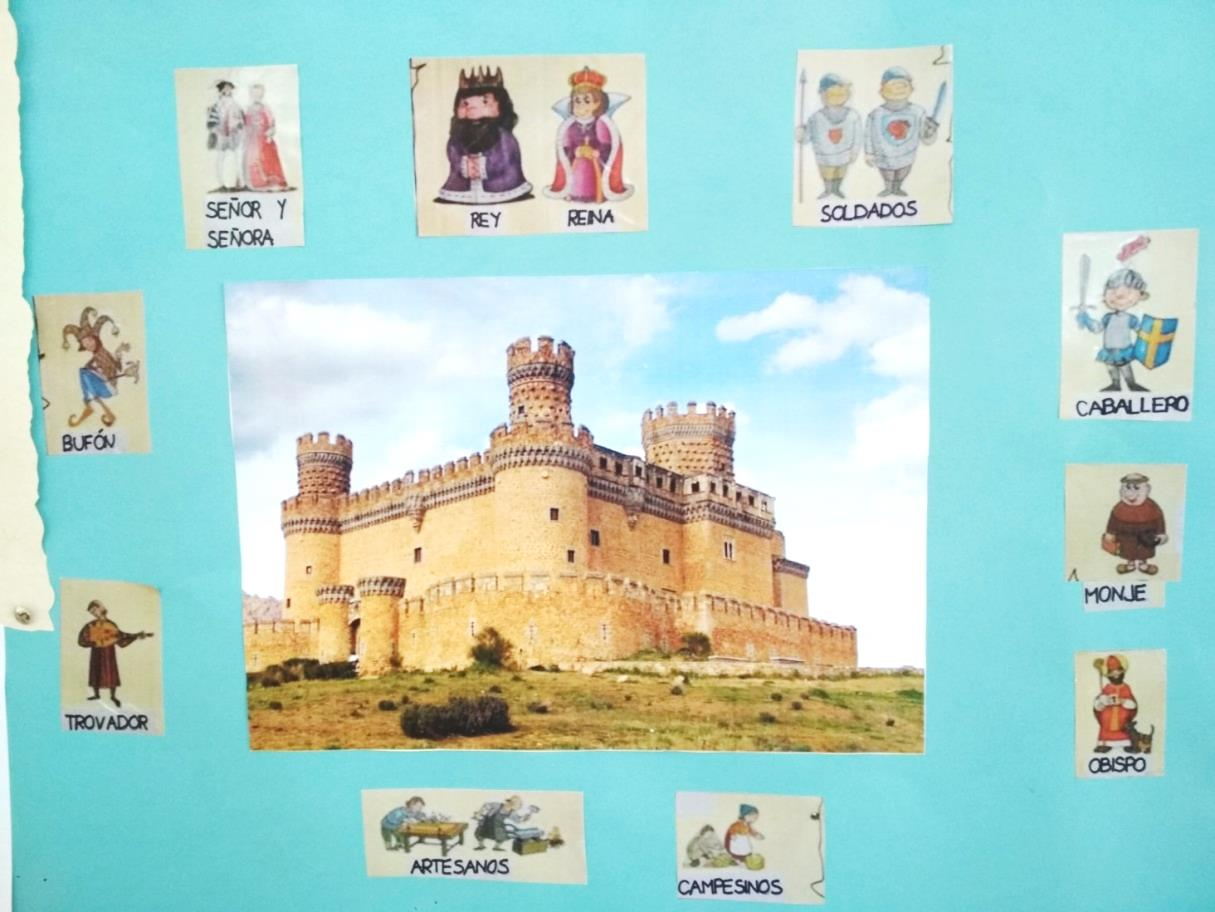 SEÑOR Y
SEÑORA
REY
REINA
SOLDADOS
CABALLERO
BUFÓN
MONJE
TROVADOR
OBISPO
ARTESANOS
CAMPESINOS